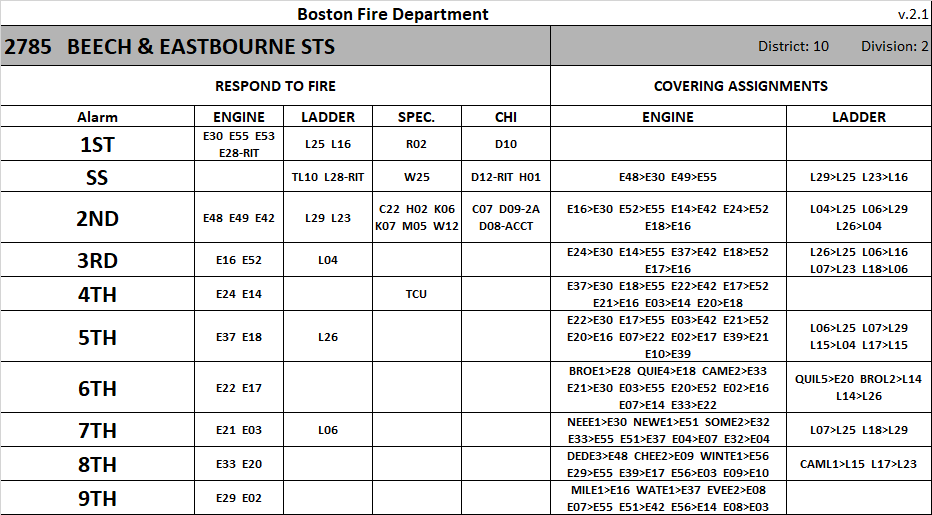 Boston Fire Department v.2.1
2785 BEECH & EASTBOURNE STS District: 10 Division: 2
RESPOND TO FIRE COVERING ASSIGNMENTS
Alarm ENGINE LADDER SPEC. CHI ENGINE LADDER
1ST
E30 E55 E53
E28-RIT
L25 L16
R02
D10
SS
TL10 L28-RIT
W25
D12-RIT H01
E48>E30 E49>E55
L29>L25 L23>L16
2ND
E48 E49 E42
L29 L23
C22 H02 K06
K07 M05 W12
C07 D09-2A
D08-ACCT
E16>E30 E52>E55 E14>E42 E24>E52
E18>E16
L04>L25 L06>L29
L26>L04
3RD
E16 E52
L04
E24>E30 E14>E55 E37>E42 E18>E52
E17>E16
L26>L25 L06>L16
L07>L23 L18>L06
4TH
E24 E14
TCU
E37>E30 E18>E55 E22>E42 E17>E52
E21>E16 E03>E14 E20>E18
5TH
E37 E18
L26
E22>E30 E17>E55 E03>E42 E21>E52
E20>E16 E07>E22 E02>E17 E39>E21
E10>E39
L06>L25 L07>L29
L15>L04 L17>L15
6TH
E22 E17
BROE1>E28 QUIE4>E18 CAME2>E33
E21>E30 E03>E55 E20>E52 E02>E16
E07>E14 E33>E22
QUIL5>E20 BROL2>L14
L14>L26
7TH
E21 E03
L06
NEEE1>E30 NEWE1>E51 SOME2>E32
E33>E55 E51>E37 E04>E07 E32>E04
L07>L25 L18>L29
8TH
E33 E20
DEDE3>E48 CHEE2>E09 WINTE1>E56
E29>E55 E39>E17 E56>E03 E09>E10
CAML1>L15 L17>L23
9TH
E29 E02
MILE1>E16 WATE1>E37 EVEE2>E08
E07>E55 E51>E42 E56>E14 E08>E03